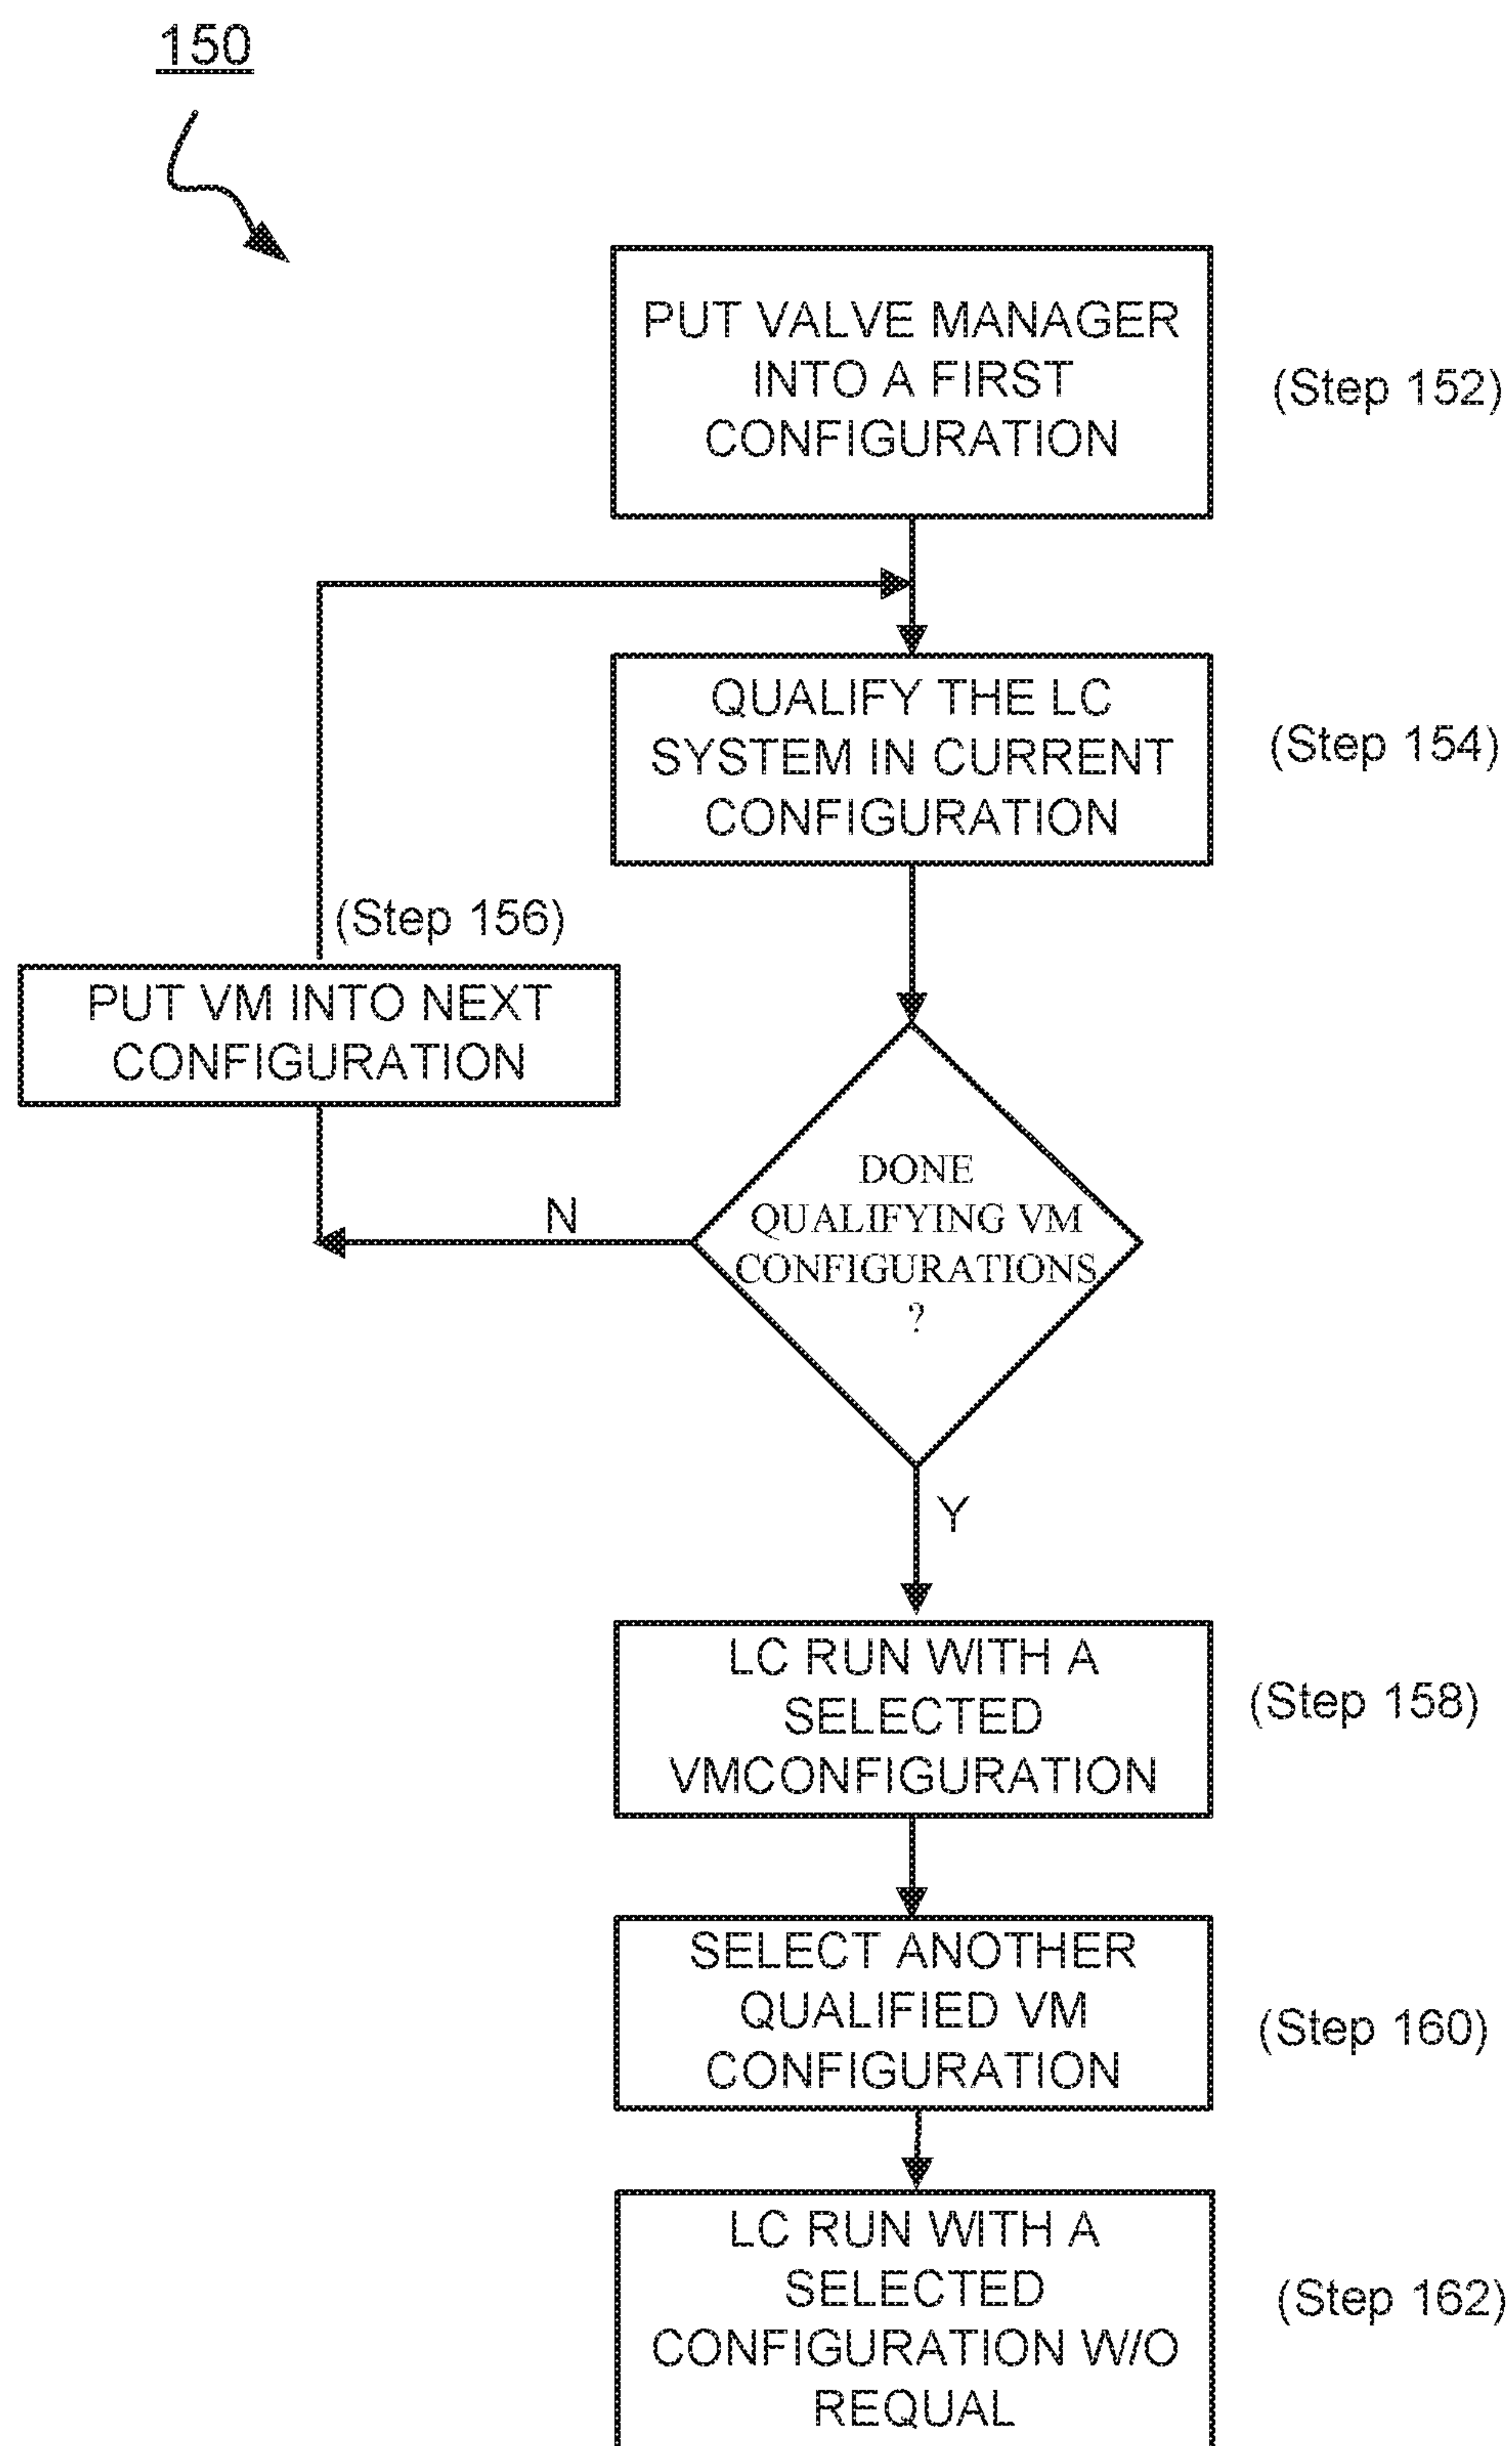 150
PUT VALVE MANAGER
INTO A FIRST
CONFIGURATION
(Step 152)
QUALIFY THE LC
SYSTEM IN CURRENT
CONFIGURATION
(Step 154)
(Step 156)
PUT VM INTO NEXT
CONFIGURATION
DONE
QUALIFYING VM
CONFIGURATIONS
?
N
Y
LC RUN WITH A
SELECTED
VMCONFIGURATION
(Step 158)
SELECT ANOTHER
QUALIFIED VM
CONFIGURATION
(Step 160)
LC RUN WITH A
SELECTED
CONFIGURATION W/O
REQUAL
(Step 162)